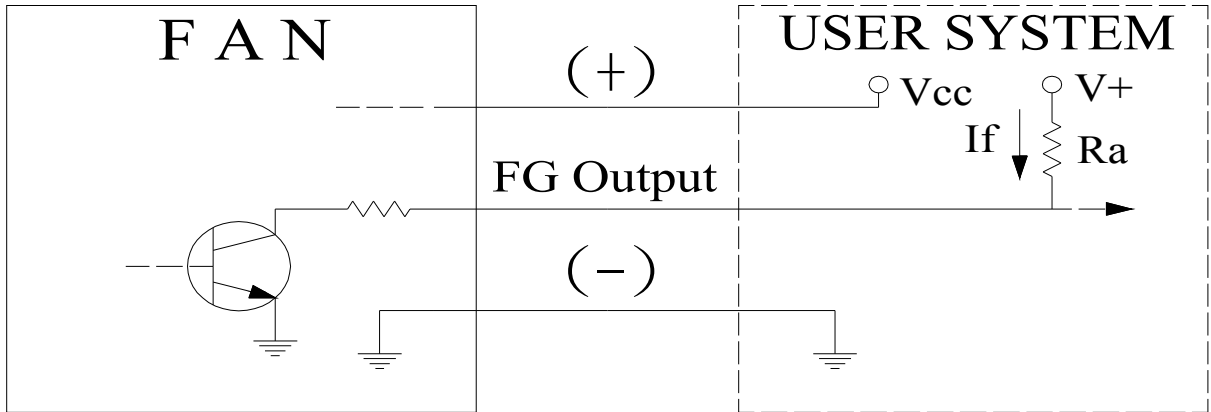 F A N
USER SYSTEM
(+)
Vcc
V+
If
Ra
FG Output
(−)